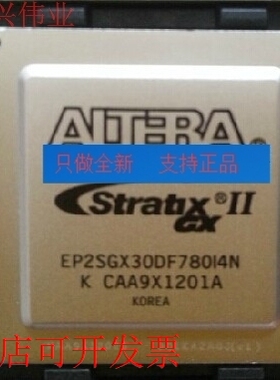 兴伟业
ALTERA
只做全新 支持正品
Stratix® II
GX
EP2SGX30DF780I4N
K CAA9X1201A
KOREA
店可开发票